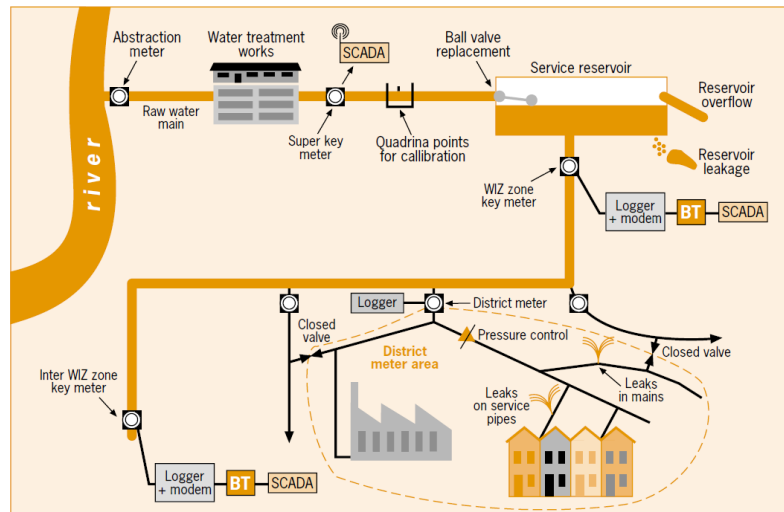 Abstraction
meter
Water treatment
works
SCADA
Ball valve
replacement
Service reservoir
Reservoir
overflow
Raw water
main
Super key
meter
Quadrina points
for callibration
Reservoir
leakage
river
WIZ zone
key meter
Logger
+ modem
BT
SCADA
Logger
District meter
Closed
valve
Pressure control
Closed valve
District
meter area
Inter WIZ zone
key meter
Leaks
on service
pipes
Leaks
in mains
Logger
+ modem
BT
SCADA